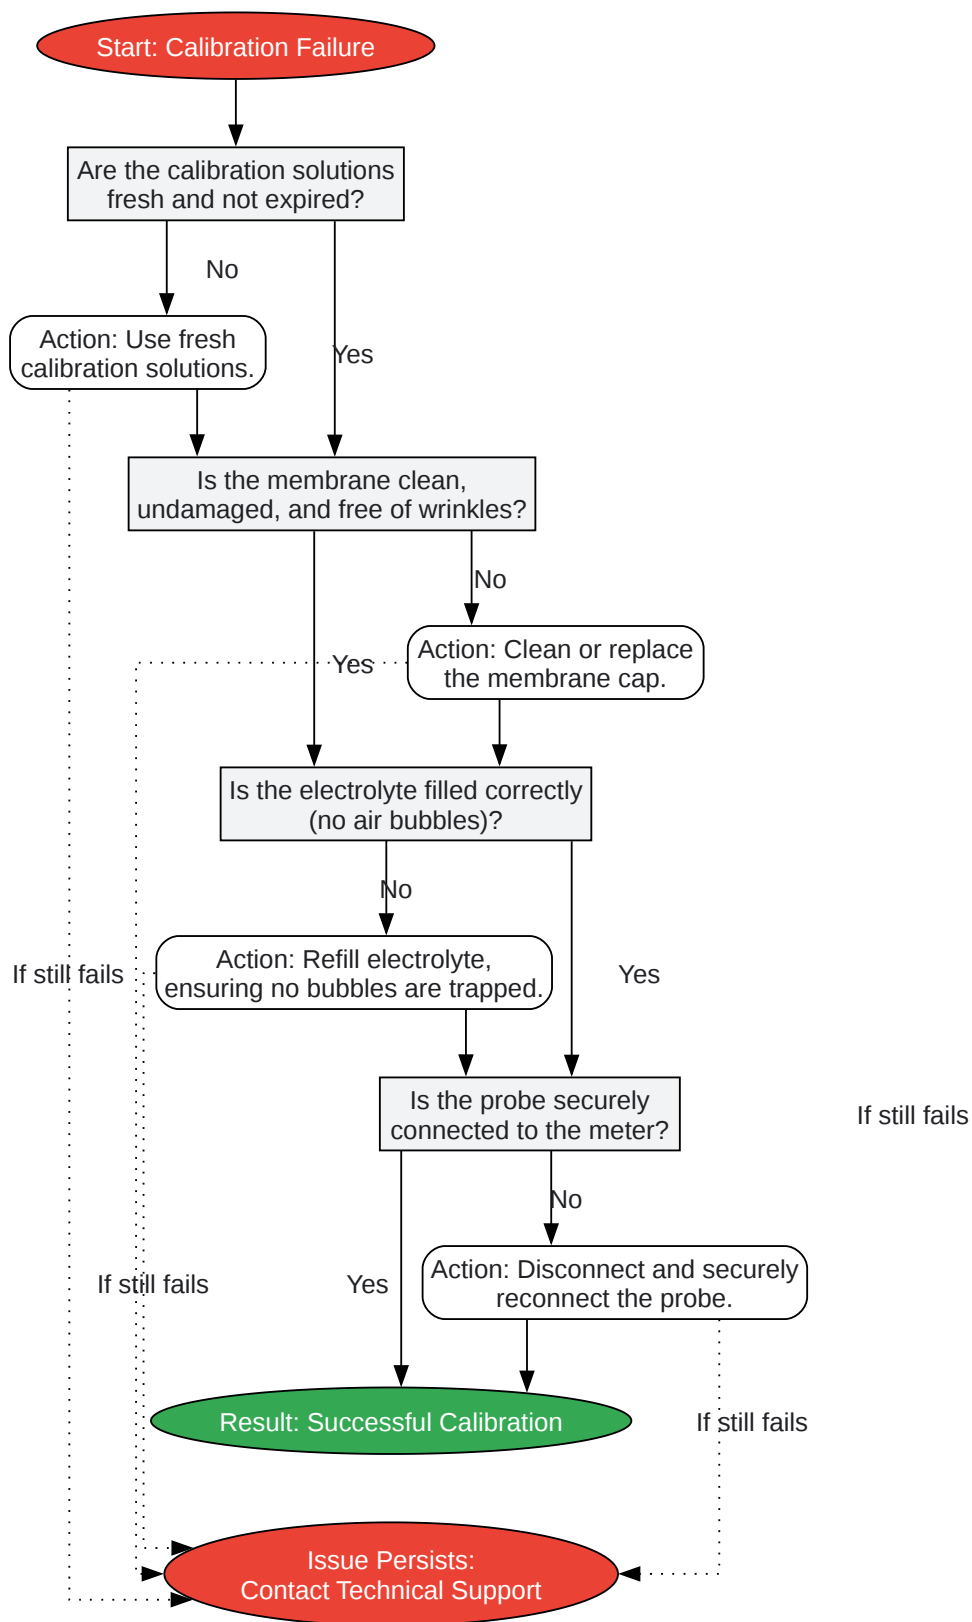 Start: Calibration Failure
Are the calibration solutions
fresh and not expired?
No
Action: Use fresh
calibration solutions.
Yes
Is the membrane clean,
undamaged, and free of wrinkles?
No
Action: Clean or replace
the membrane cap.
Yes
Is the electrolyte filled correctly
(no air bubbles)?
No
Action: Refill electrolyte,
ensuring no bubbles are trapped.
If still fails
Yes
Is the probe securely
connected to the meter?
If still fails
No
Action: Disconnect and securely
reconnect the probe.
If still fails
Yes
Result: Successful Calibration
If still fails
Issue Persists:
Contact Technical Support